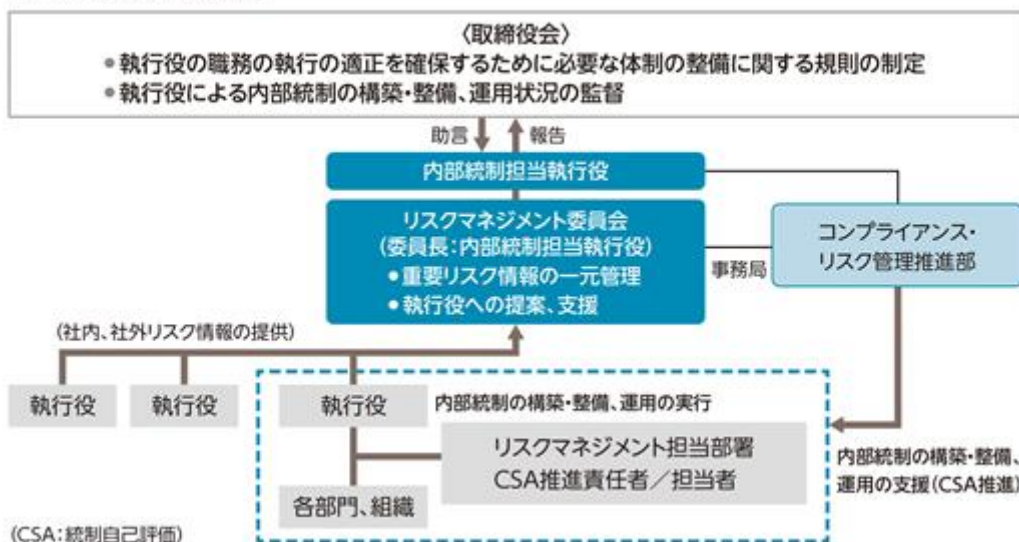 〈取締役会〉
●執行役の職務の執行の適正を確保するために必要な体制の整備に関する規則の制定
●執行役による内部統制の構築・整備、運用状況の監督
助言
報告
内部統制担当執行役
リスクマネジメント委員会
(委員長:内部統制担当執行役)
●重要リスク情報の一元管理
●執行役への提案、支援
事務局
コンプライアンス・
リスク管理推進部
(社内、社外リスク情報の提供)
執行役
執行役
執行役
内部統制の構築・整備、運用の実行
リスクマネジメント担当部署
CSA推進責任者／担当者
各部門、組織
内部統制の構築・整備、
運用の支援(CSA推進)
(CSA:統制自己評価)